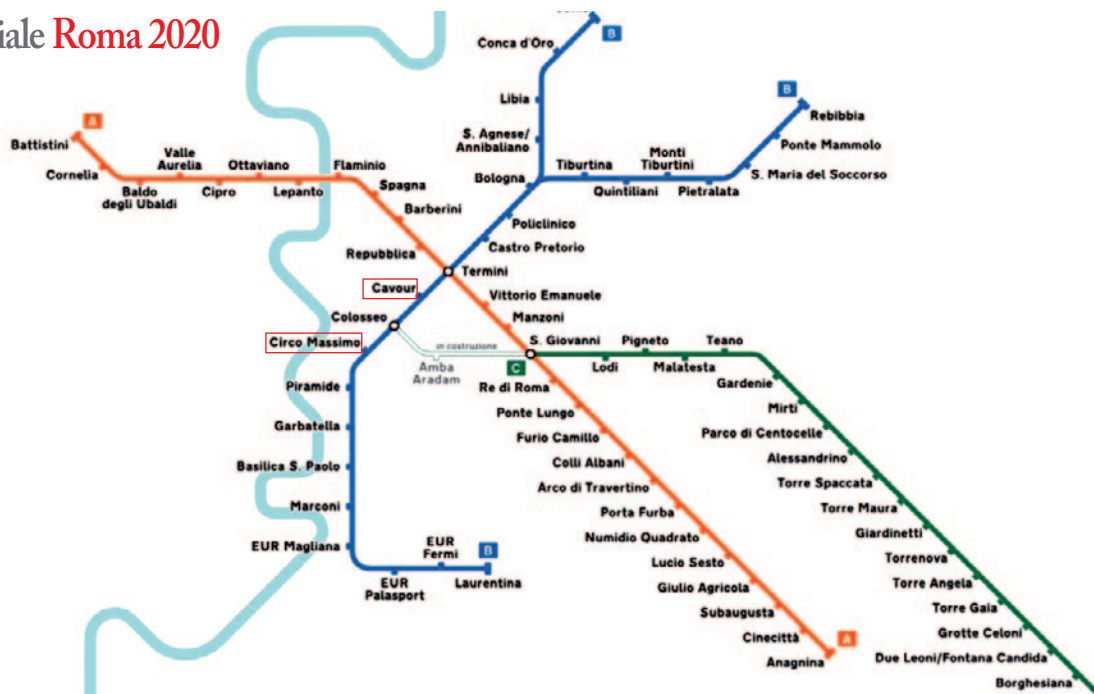 iale Roma 2020
Conca d'Oro
B
Libia
B
Rebibbia
A
Battistini
S. Agnese/
Annibaliano
Ponte Mammolo
Valle
Aurelia
Ottaviano
Flaminio
Tiburtina
Monti
Tiburtini
Cornelia
S. Maria del Soccorso
Bologna
Baldo
degli Ubaldi
Cipro
Lepanto
Spagna
Quintiliani
Pietralata
Barberini
Policlinico
Repubblica
Castro Pretorio
Termini
Cavour
Vittorio Emanuele
Colosseo
Manzoni
Circo Massimo
in costruzione
S. Giovanni
Pigneto
Teano
Amba
Aradam
C
Lodi
Malatesta
Piramide
Re di Roma
Gardenie
Ponte Lungo
Mirti
Garbatella
Furio Camillo
Parco di Centocelle
Basilica S. Paolo
Colli Albani
Alessandrino
Arco di Travertino
Torre Spaccata
Marconi
Porta Furba
Torre Maura
EUR Magliana
EUR
Fermi
B
Numidio Quadrato
Giardinetti
Lucio Sesto
Torrenova
EUR
Palasport
Laurentina
Giulio Agricola
Torre Angela
Subaugusta
Torre Gaia
Cinecittà
A
Grotte Celoni
Anagnina
Due Leoni/Fontana Candida
Borghesiana